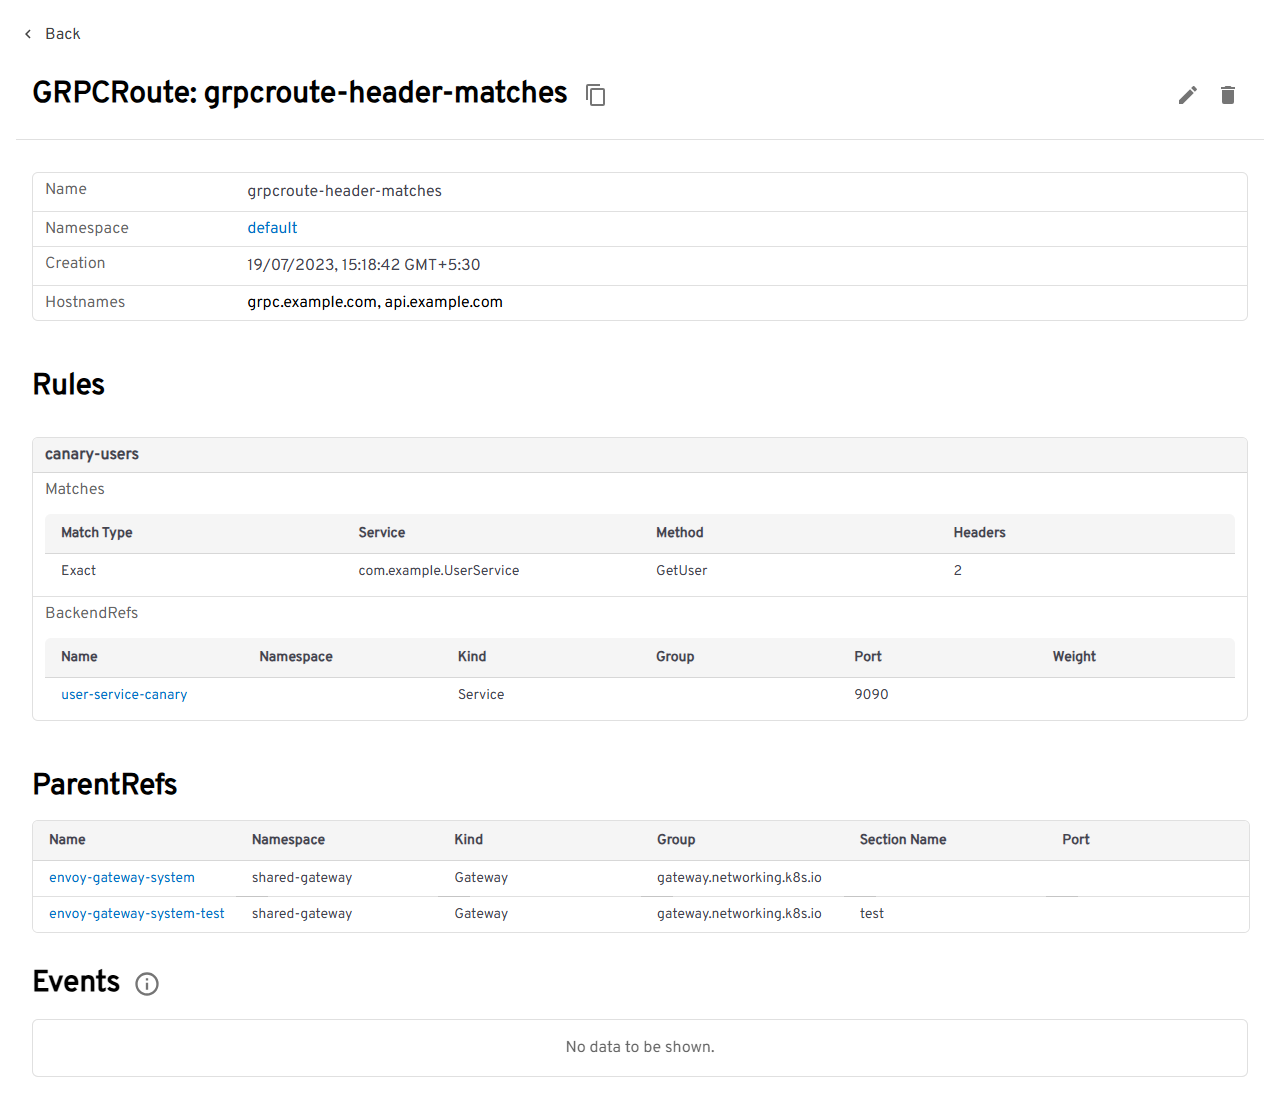 Back
GRPCRoute: grpcroute-header-matches
Name grpcroute-header-matches
Namespace default
Creation 19/07/2023, 15:18:42 GMT+5:30
Hostnames grpc.example.com, api.example.com
Rules
canary-users
Matches
Match Type Service Method Headers
Exact com.example.UserService GetUser 2
BackendRefs
Name Namespace Kind Group Port Weight
user-service-canary Service 9090
ParentRefs
Name Namespace Kind Group Section Name Port
envoy-gateway-system shared-gateway Gateway gateway.networking.k8s.io
envoy-gateway-system-test shared-gateway Gateway gateway.networking.k8s.io test
Events
No data to be shown.